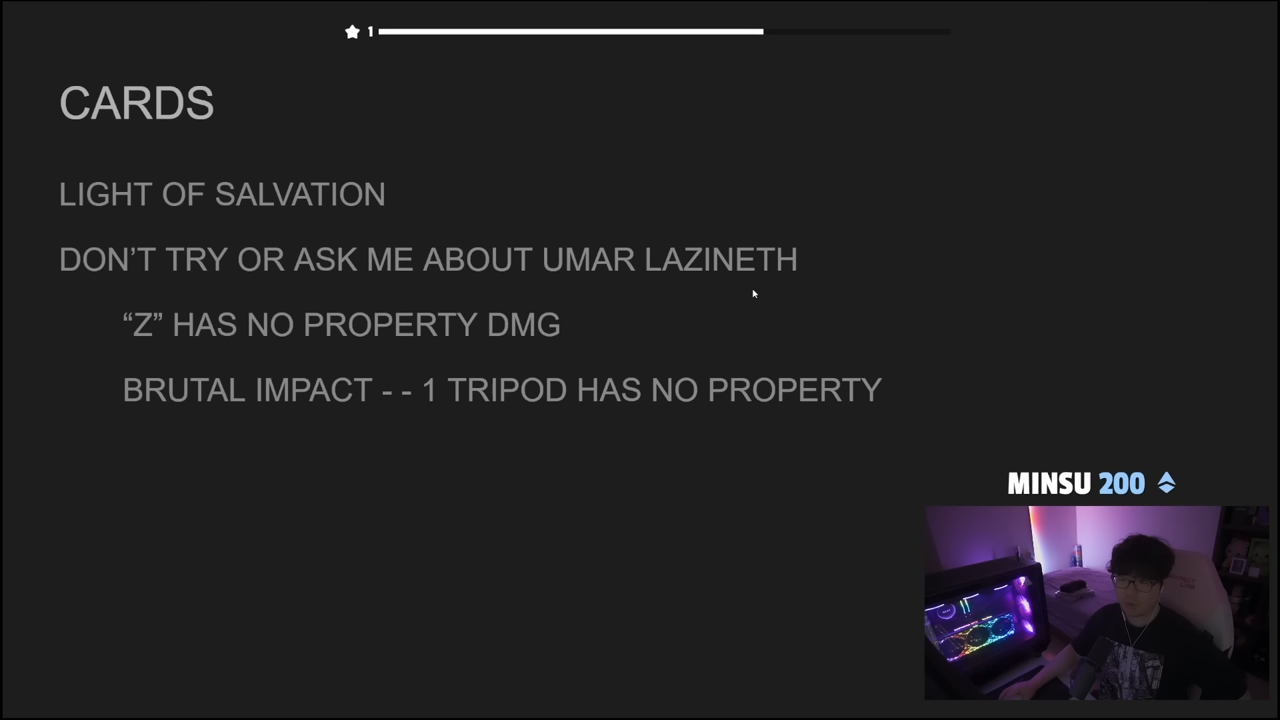 1
CARDS
LIGHT OF SALVATION
DON’T TRY OR ASK ME ABOUT UMAR LAZINETH
“Z” HAS NO PROPERTY DMG
BRUTAL IMPACT - - 1 TRIPOD HAS NO PROPERTY
MINSU 200